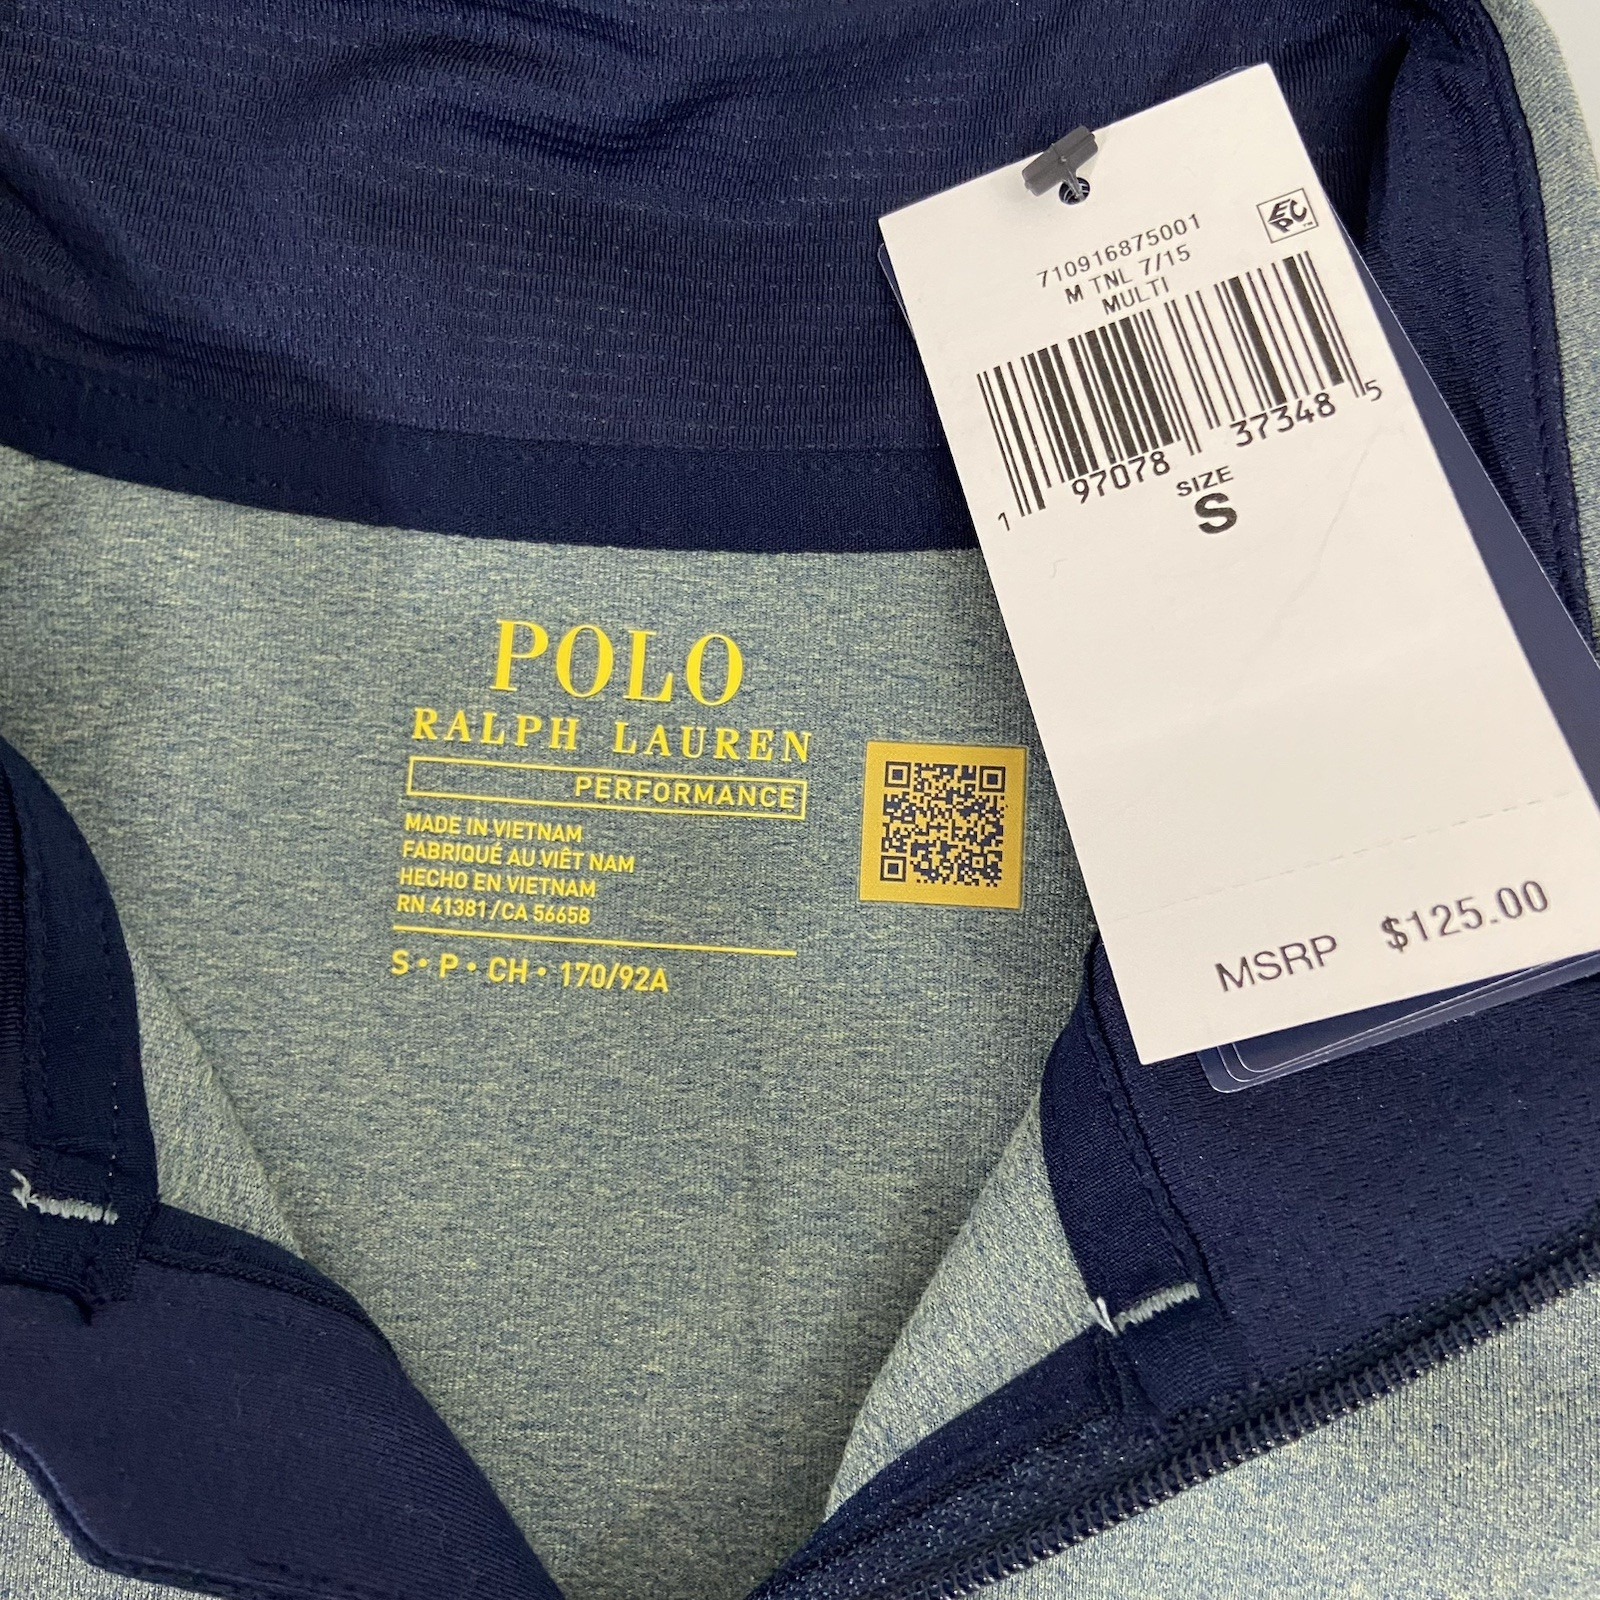 710916875001
M TNL 7/15
MULTI
EPC
1 97078 37348 5
SIZE
S
MSRP $125.00
POLO
RALPH LAUREN
PERFORMANCE
MADE IN VIETNAM
FABRIQUÉ AU VIÊT NAM
HECHO EN VIETNAM
RN 41381/CA 56658
S • P • CH • 170/92A